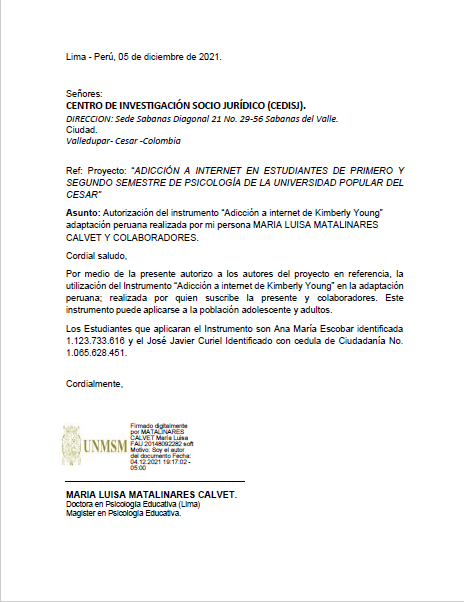 Lima - Perú, 05 de diciembre de 2021.
Señores:
CENTRO DE INVESTIGACIÓN SOCIO JURÍDICO (CEDISJ).
DIRECCION: Sede Sabanas Diagonal 21 No. 29-56 Sabanas del Valle.
Ciudad.
Valledupar- Cesar -Colombia
Ref: Proyecto: “ADICCIÓN A INTERNET EN ESTUDIANTES DE PRIMERO Y
SEGUNDO SEMESTRE DE PSICOLOGÍA DE LA UNIVERSIDAD POPULAR DEL
CESAR”
Asunto: Autorización del instrumento “Adicción a internet de Kimberly Young”
adaptación peruana realizada por mi persona MARIA LUISA MATALINARES
CALVET Y COLABORADORES.
Cordial saludo,
Por medio de la presente autorizo a los autores del proyecto en referencia, la
utilización del Instrumento “Adicción a internet de Kimberly Young” en la adaptación
peruana; realizada por quien suscribe la presente y colaboradores. Este
instrumento puede aplicarse a la población adolescente y adultos.
Los Estudiantes que aplicaran el Instrumento son Ana María Escobar identificada
1.123.733.616 y el José Javier Curiel Identificado con cedula de Ciudadanía No.
1.065.628.451.
Cordialmente,
UNMSM
Firmado digitalmente
por MATALINARES
CALVET María Luisa
FAU 20148092282 soft
Motivo: Soy el autor
del documento Fecha:
04.12.2021 19:17:02 -
05:00
MARIA LUISA MATALINARES CALVET.
Doctora en Psicología Educativa (Lima)
Magister en Psicología Educativa.